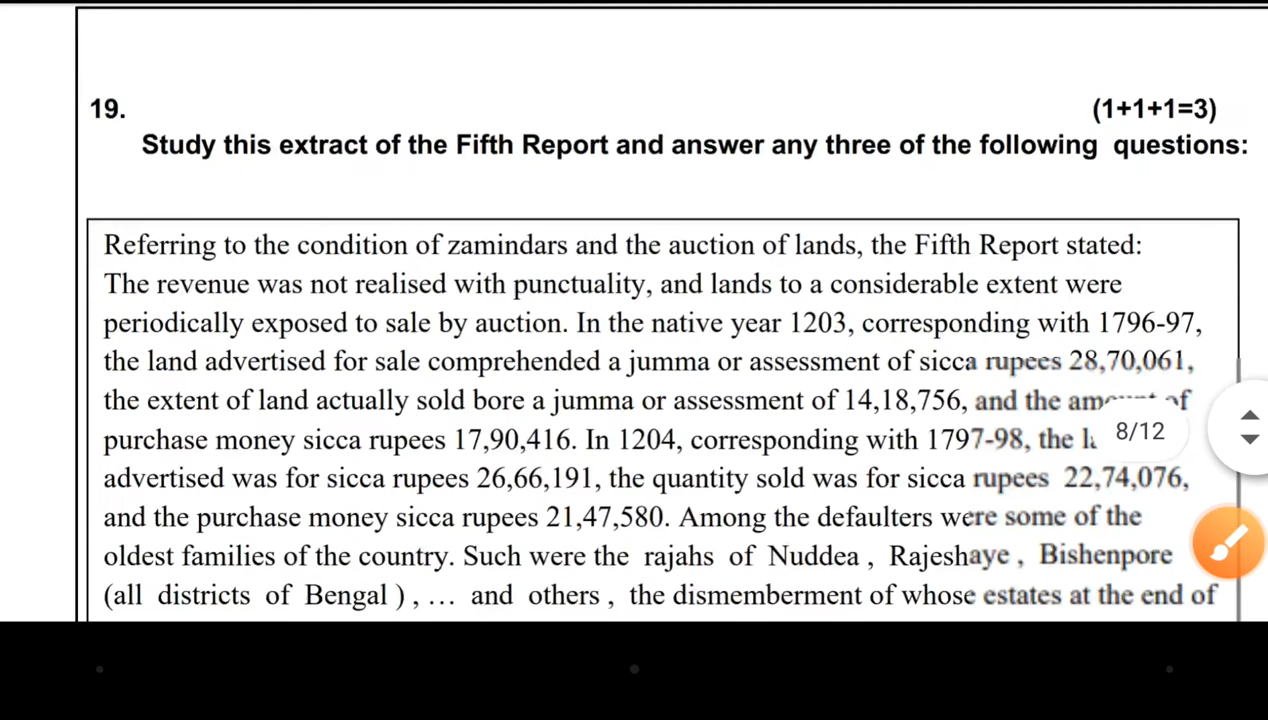 19.
(1+1+1=3)
Study this extract of the Fifth Report and answer any three of the following questions:
Referring to the condition of zamindars and the auction of lands, the Fifth Report stated:
The revenue was not realised with punctuality, and lands to a considerable extent were
periodically exposed to sale by auction. In the native year 1203, corresponding with 1796-97,
the land advertised for sale comprehended a jumma or assessment of sicca rupees 28,70,061,
the extent of land actually sold bore a jumma or assessment of 14,18,756, and the of
purchase money sicca rupees 17,90,416. In 1204, corresponding with 1797-98, the
8/12
advertised was for sicca rupees 26,66,191, the quantity sold was for sicca rupees 22,74,076,
and the purchase money sicca rupees 21,47,580. Among the defaulters were some of the
oldest families of the country. Such were the rajahs of Nuddea , Rajeshaye , Bishenpore
(all districts of Bengal ) , … and others , the dismemberment of whose estates at the end of